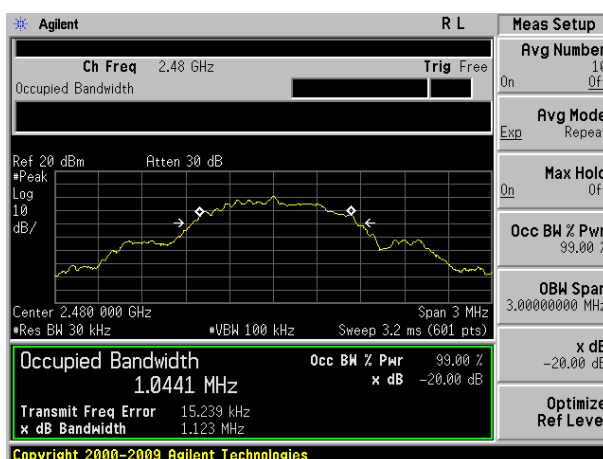 Agilent R L Meas Setup
Ch Freq 2.48 GHz Trig Free
Occupied Bandwidth
Avg Number
On
Avg Mode
Exp Repeat
Ref 20 dBm Atten 30 dB
#Peak
Log
10
dB/
Max Hold
On
Occ BW % Pwr
99.00 %
OBW Span
3.00000000 MHz
Center 2.480 000 GHz Span 3 MHz
#Res BW 30 kHz #VBW 100 kHz Sweep 3.2 ms (601 pts)
Occupied Bandwidth Occ BW % Pwr 99.00 %
1.0441 MHz x dB -20.00 dB
Transmit Freq Error 15.239 kHz
x dB Bandwidth 1.123 MHz
x dB
-20.00 dB
Optimize
Ref Level
Copyright 2000-2009 Agilent Technologies